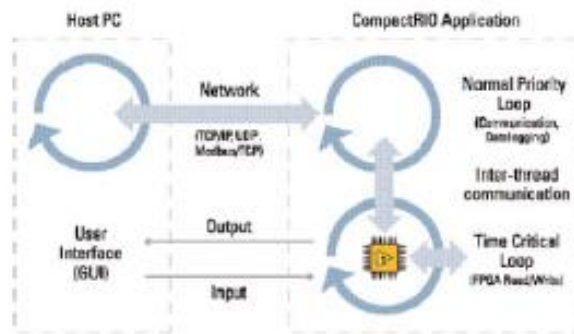 Host PC
CompactRIO Application
Network
(TCP/IP, UDP,
Modbus/TCP)
Normal Priority
Loop
(Communication,
Datalogging)
Inter-thread
communication
User
Interface
(GUI)
Output
Input
Time Critical
Loop
(FPGA Read/Write)